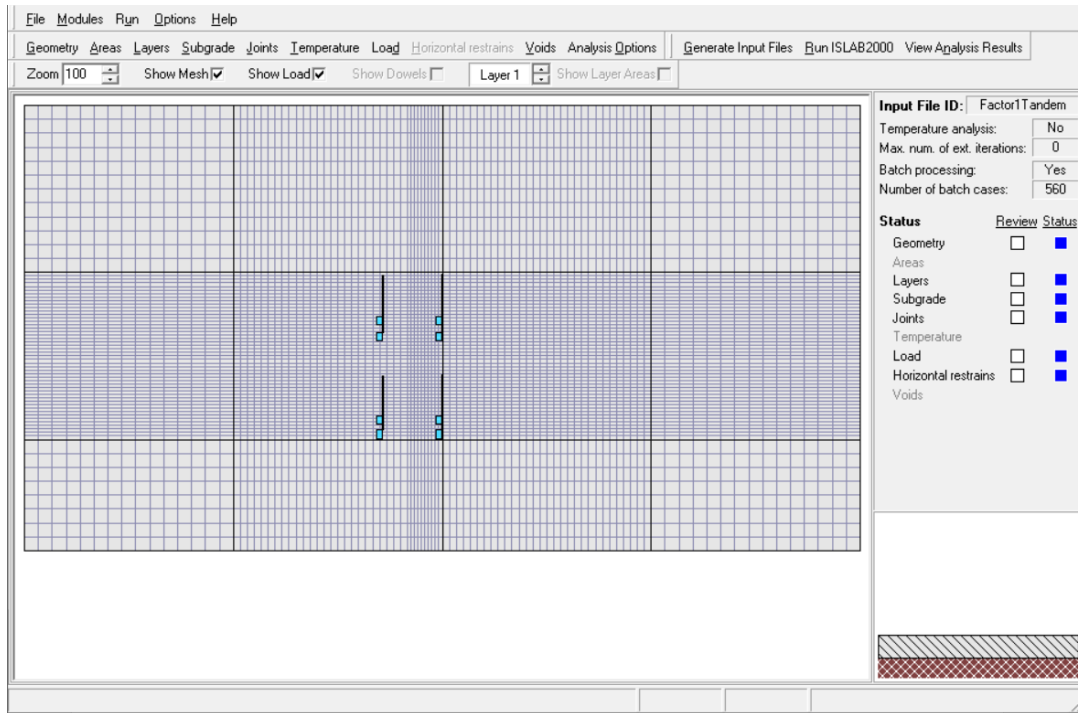 File Modules Run Options Help
Geometry Areas Layers Subgrade Joints Temperature Load Horizontal restrains Voids Analysis Options Generate Input Files Run ISLAB2000 View Analysis Results
Zoom 100 Show Mesh Show Load Show Dowels Layer 1 Show Layer Areas
Input File ID: Factor1Tandem
Temperature analysis: No
Max. num. of ext. iterations: 0
Batch processing: Yes
Number of batch cases: 560
Status Review Status
Geometry
Areas
Layers
Subgrade
Joints
Temperature
Load
Horizontal restrains
Voids